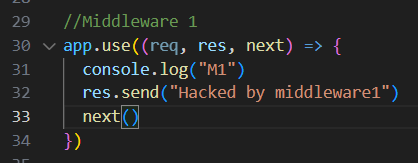 29 //Middleware 1
30 app.use((req, res, next) => {
31 console.log("M1")
32 res.send("Hacked by middleware1")
33 next()
34 })